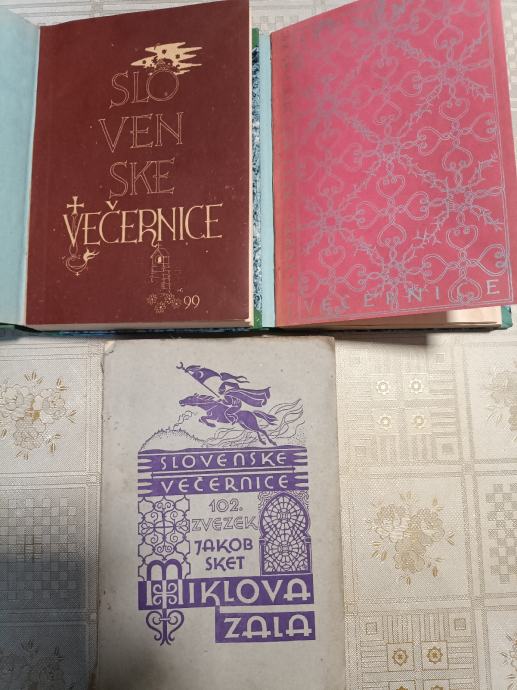 SLO
VEN
SKE
VEČERNICE
99
VEČERNICE
SLOVENSKE
VEČERNICE
102.
ZVEZEK
JAKOB
SKET
MIKLOVA
ZALA